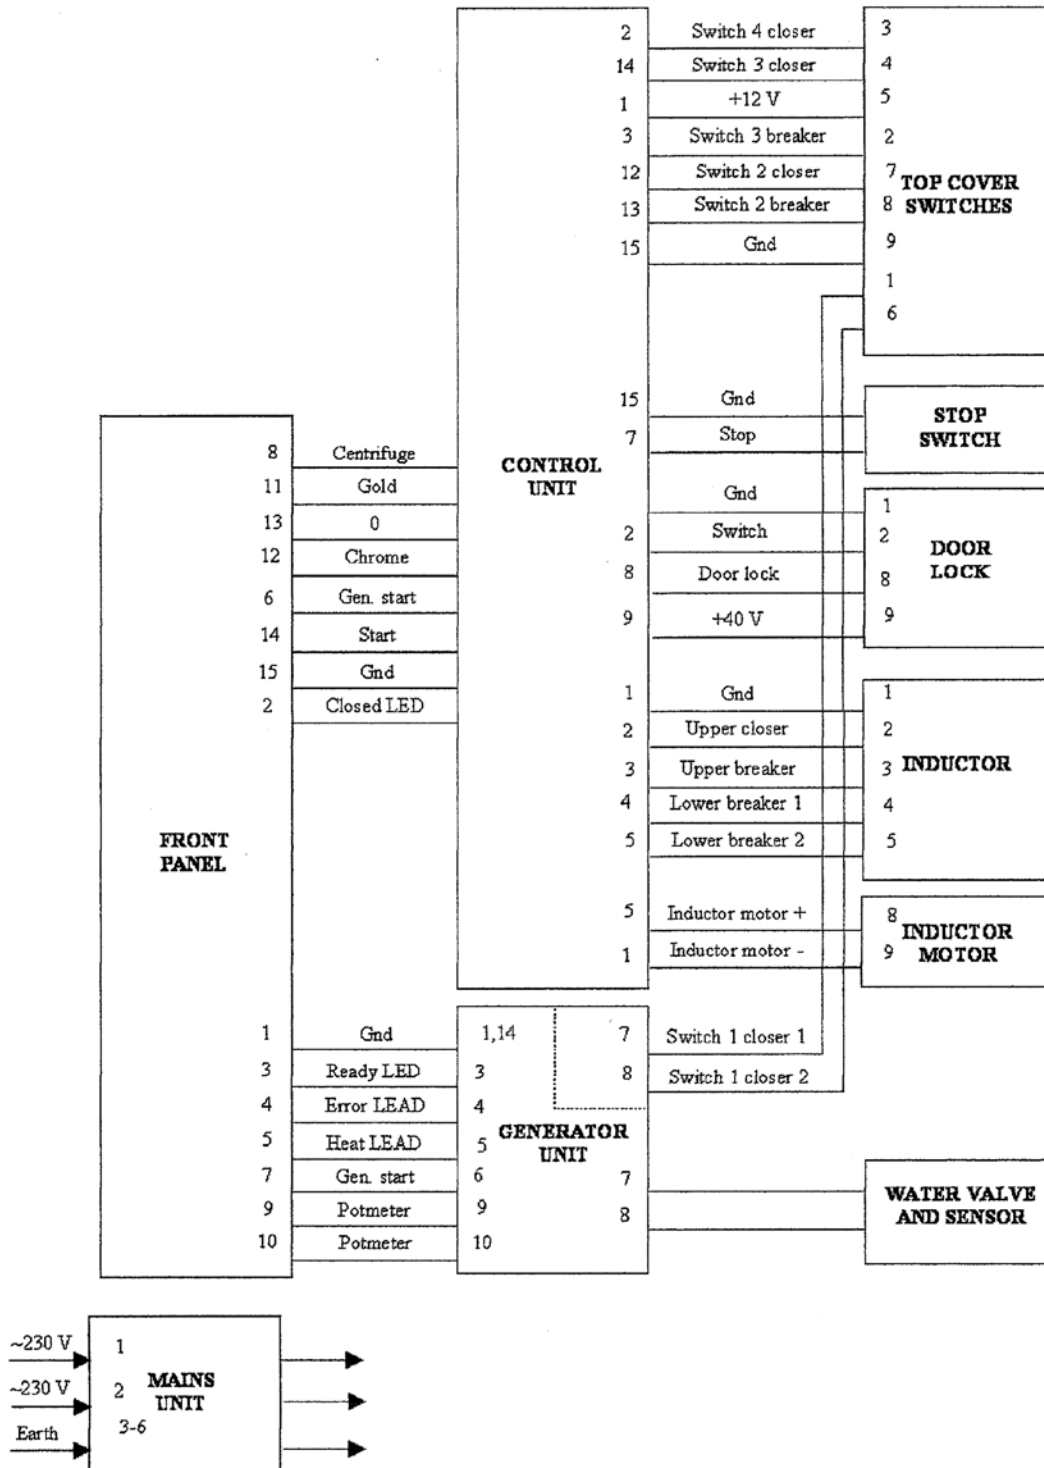 2 Switch 4 closer 3
14 Switch 3 closer 4
1 +12 V 5
3 Switch 3 breaker 2
12 Switch 2 closer 7
13 Switch 2 breaker 8
15 Gnd 9
1
6
TOP COVER
SWITCHES
15 Gnd
7 Stop
STOP
SWITCH
CONTROL
UNIT
Gnd 1
2 Switch 2
8 Door lock 8
9 +40 V 9
DOOR
LOCK
8 Centrifuge
11 Gold
13 0
12 Chrome
6 Gen. start
14 Start
15 Gnd
2 Closed LED
FRONT
PANEL
1 Gnd 1
2 Upper closer 2
3 Upper breaker 3
4 Lower breaker 1 4
5 Lower breaker 2 5
INDUCTOR
5 Inductor motor + 8
1 Inductor motor - 9
INDUCTOR
MOTOR
1 Gnd 1,14
3 Ready LED 3
4 Error LEAD 4
5 Heat LEAD 5
7 Gen. start 6
9 Potmeter 9
10 Potmeter 10
7 Switch 1 closer 1
8 Switch 1 closer 2
GENERATOR
UNIT
7
8
WATER VALVE
AND SENSOR
~230 V 1
~230 V 2
Earth 3-6
MAINS
UNIT